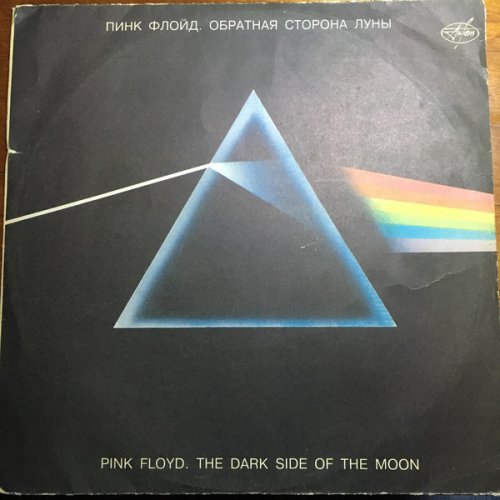 ПИНК ФЛОЙД. ОБРАТНАЯ СТОРОНА ЛУНЫ
PINK FLOYD. THE DARK SIDE OF THE MOON